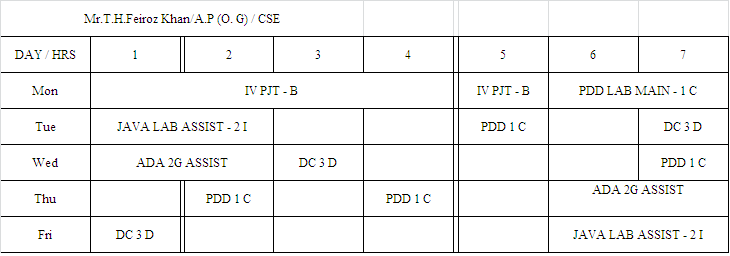 Mr.T.H.Feiroz Khan/A.P (O. G) / CSE
DAY / HRS 1 2 3 4 5 6 7
Mon IV PJT - B IV PJT - B PDD LAB MAIN - 1 C
Tue JAVA LAB ASSIST - 2 I PDD 1 C DC 3 D
Wed ADA 2G ASSIST DC 3 D PDD 1 C
Thu PDD 1 C PDD 1 C ADA 2G ASSIST
Fri DC 3 D JAVA LAB ASSIST - 2 I